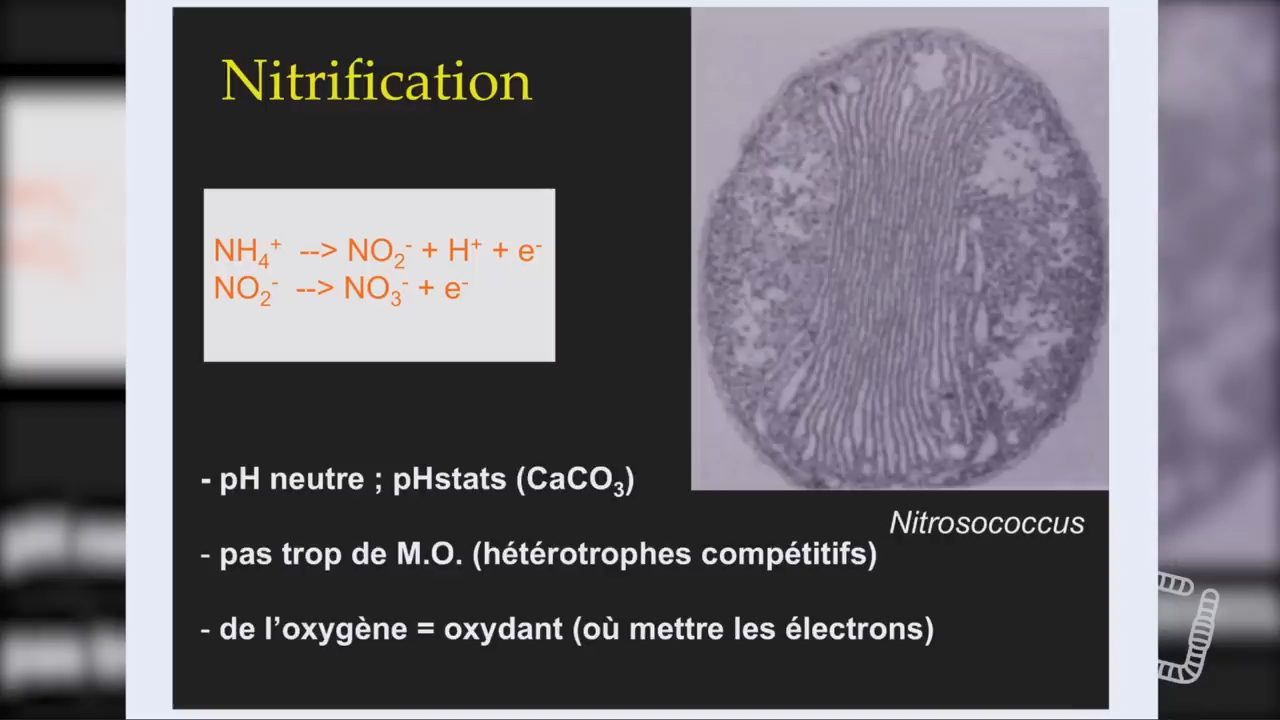 Nitrification
NH₄⁺ --> NO₂⁻ + H⁺ + e⁻
NO₂⁻ --> NO₃⁻ + e⁻
- pH neutre ; pHstats (CaCO₃)
Nitrosococcus
- pas trop de M.O. (hétérotrophes compétitifs)
- de l’oxygène = oxydant (où mettre les électrons)